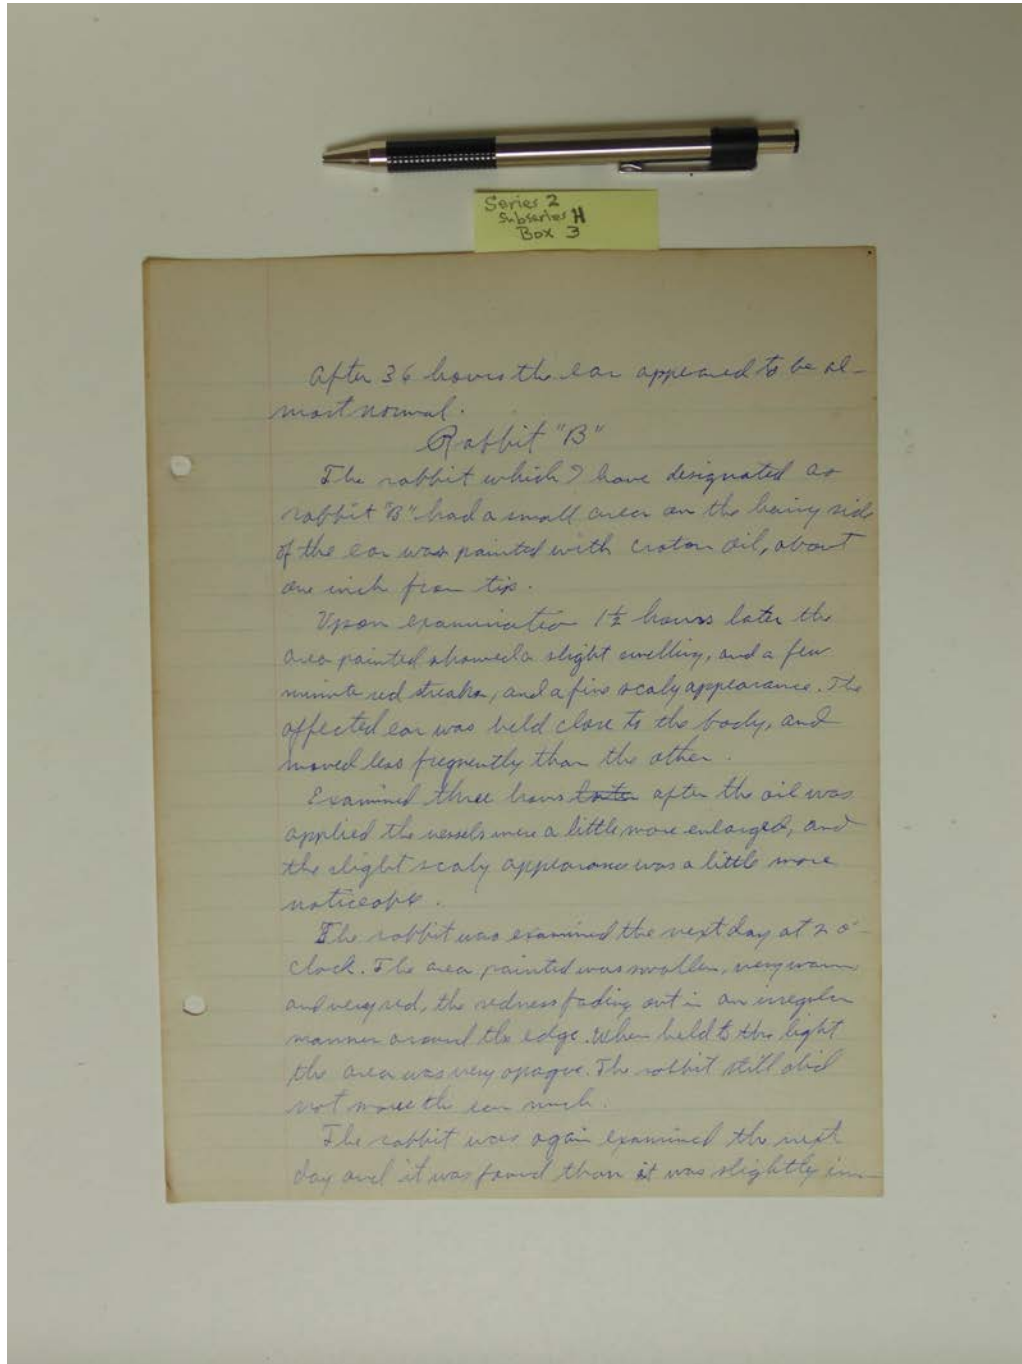 Series 2
Subseries H
Box 3
After 36 hours the ear appeared to be al-
most normal.
Rabbit "B"
The rabbit which I have designated as
rabbit "B" had a small area on the hairy side
of the ear was painted with croton oil, about
one inch from tip.
Upon examination 1½ hours later the
area painted showed a slight swelling, and a few
minute red streaks, and a fine scaly appearance. The
affected ear was held close to the body, and
moved less frequently than the other.
Examined three hours later after the oil was
applied the vessels were a little more enlarged, and
the slight scaly appearance was a little more
noticeable.
The rabbit was examined the next day at 2 o'-
clock. The area painted was swollen, very warm
and very red, the redness fading out in an irregular
manner around the edge. When held to the light
the area was very opaque. The rabbit still did
not move the ear much.
The rabbit was again examined the next
day and it was found than it was slightly im-